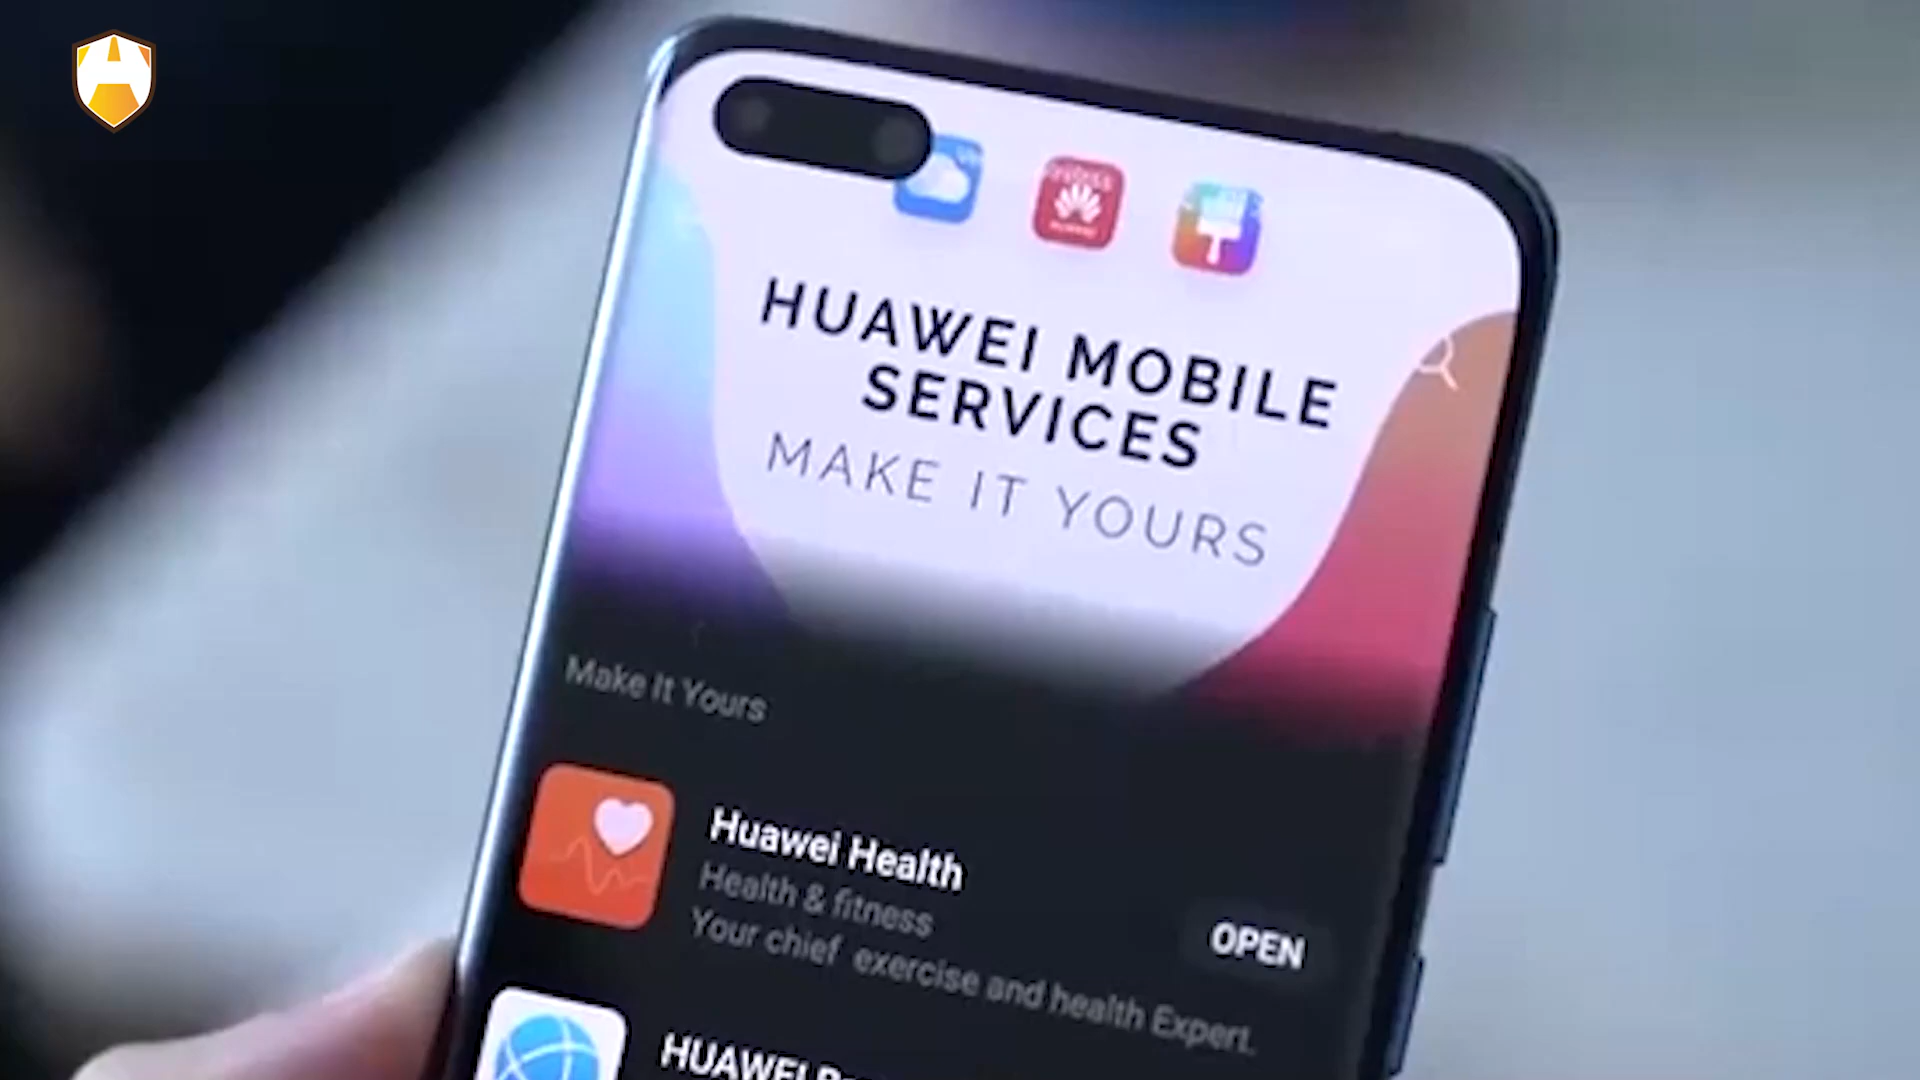 HUAWEI MOBILE
SERVICES
MAKE IT YOURS
Make It Yours
Huawei Health
Health & fitness
Your chief exercise and health Expert.
OPEN
HUAWEI